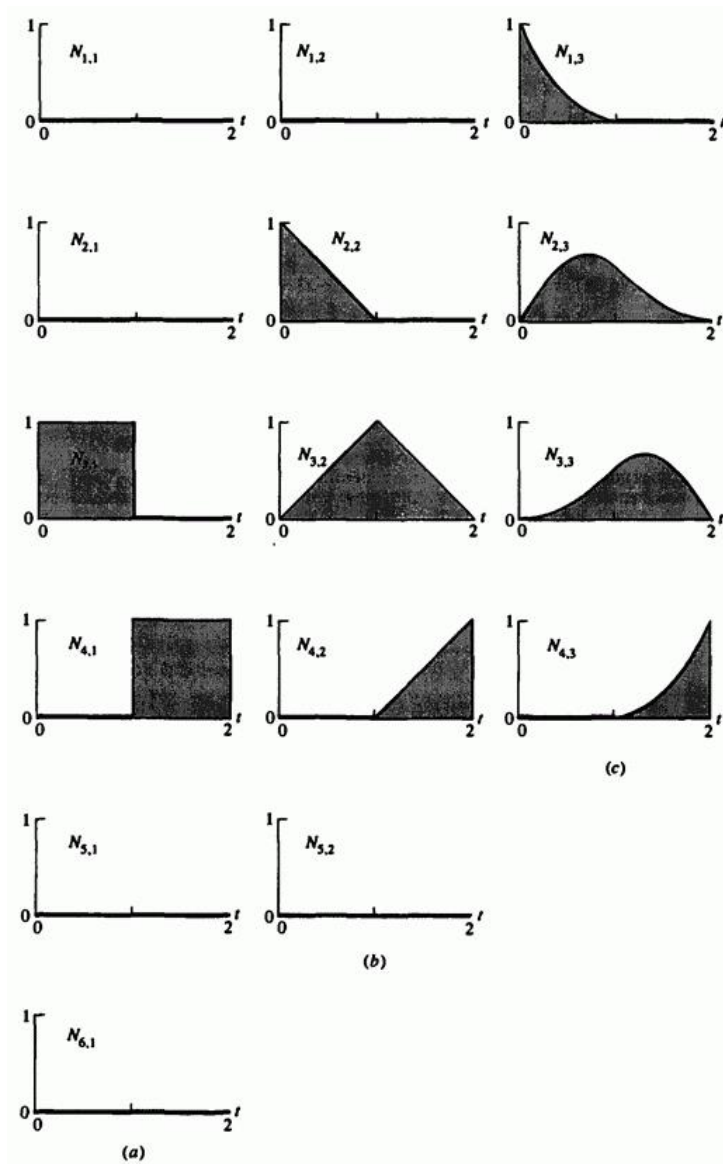 1 N1,1 0 0 2 t
1 N1,2 0 0 2 t
1 N1,3 0 0 2 t
1 N2,1 0 0 2 t
1 N2,2 0 0 2 t
1 N2,3 0 0 2 t
1 0 0 2 t
1 N3,2 0 0 2 t
1 N3,3 0 0 2 t
1 N4,1 0 0 2 t
1 N4,2 0 0 2 t
1 N4,3 0 0 2 t
(c)
1 N5,1 0 0 2 t
1 N5,2 0 0 2 t
(b)
1 N6,1 0 0 2 t
(a)